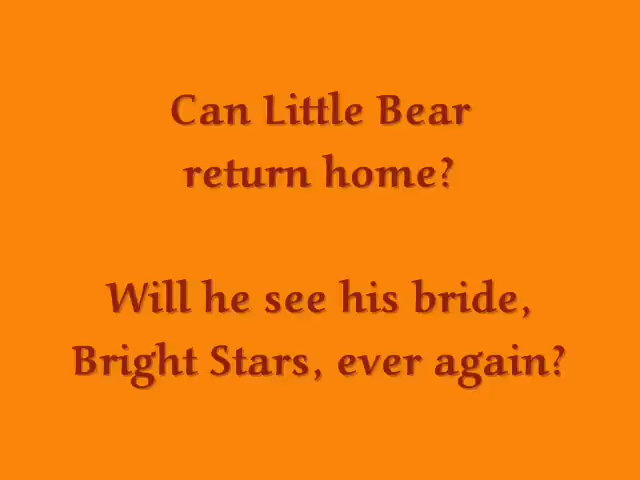 Can Little Bear
return home?
Will he see his bride,
Bright Stars, ever again?